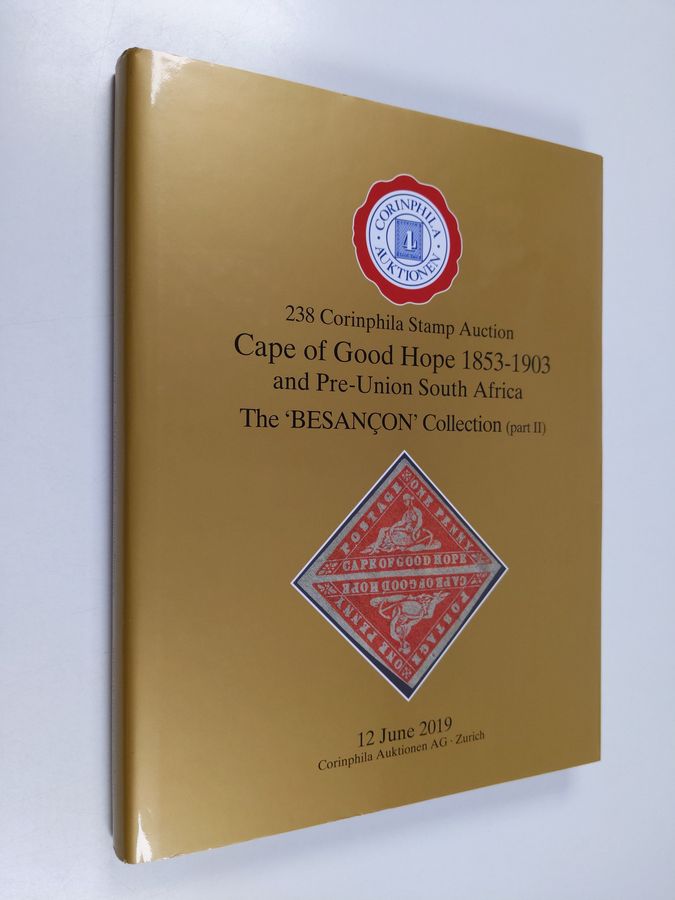 CORINPHILA
4
AUKTIONEN
238 Corinphila Stamp Auction
Cape of Good Hope 1853-1903
and Pre-Union South Africa
The ‘BESANÇON’ Collection (part II)
POSTAGE
ONE PENNY
CAPE OF GOOD HOPE
CAPE OF GOOD HOPE
ONE PENNY
POSTAGE
12 June 2019
Corinphila Auktionen AG · Zurich